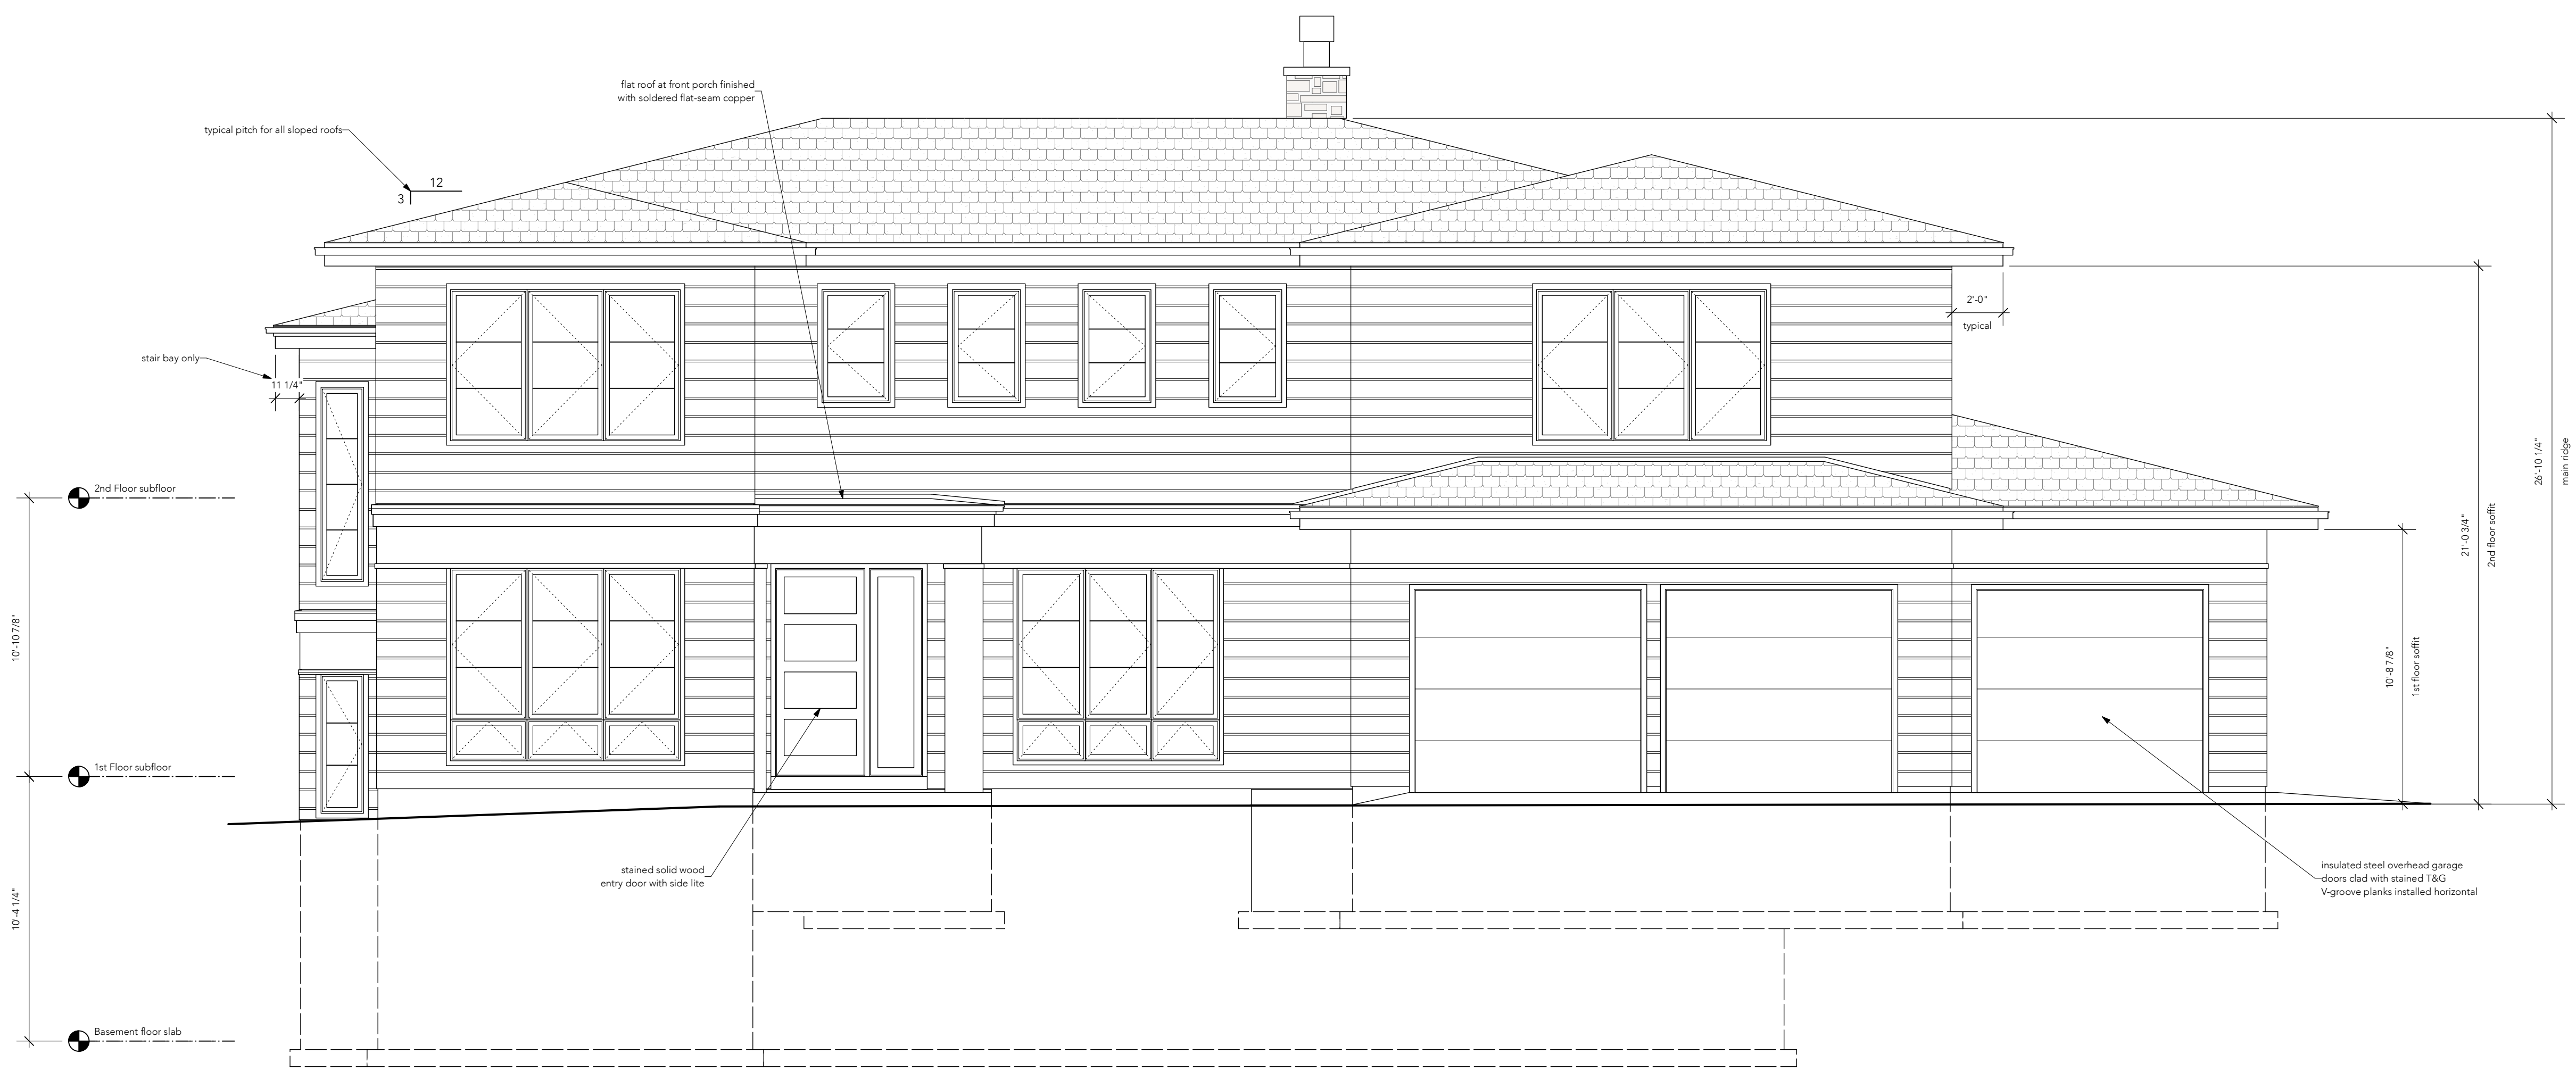 flat roof at front porch finished
with soldered flat-seam copper
typical pitch for all sloped roofs
12
3
2'-0"
typical
stair bay only
11 1/4"
2nd Floor subfloor
1st Floor subfloor
Basement floor slab
10'-10 7/8"
10'-4 1/4"
stained solid wood
entry door with side lite
insulated steel overhead garage
doors clad with stained T&G
V-groove planks installed horizontal
10'-8 7/8"
1st floor soffit
21'-0 3/4"
2nd floor soffit
26'-10 1/4"
main ridge